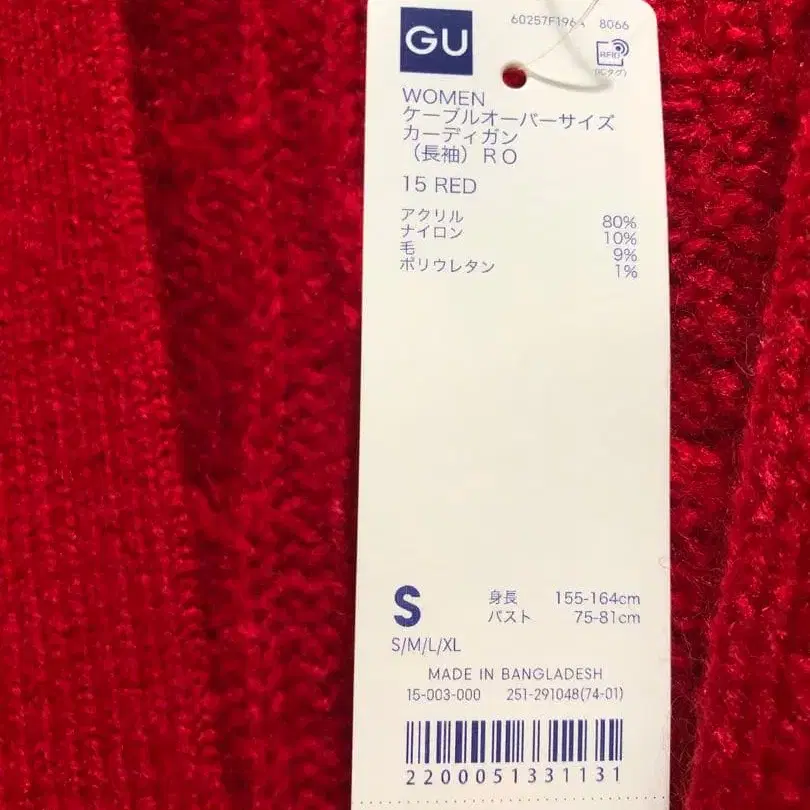 GU
60257F196A 8066
RFID
(ICタグ)
WOMEN
ケーブルオーバーサイズ
カーディガン
（長袖）RO
15 RED
アクリル 80%
ナイロン 10%
毛 9%
ポリウレタン 1%
S 身長 155-164cm
バスト 75-81cm
S/M/L/XL
MADE IN BANGLADESH
15-003-000 251-291048(74-01)
2200051331131